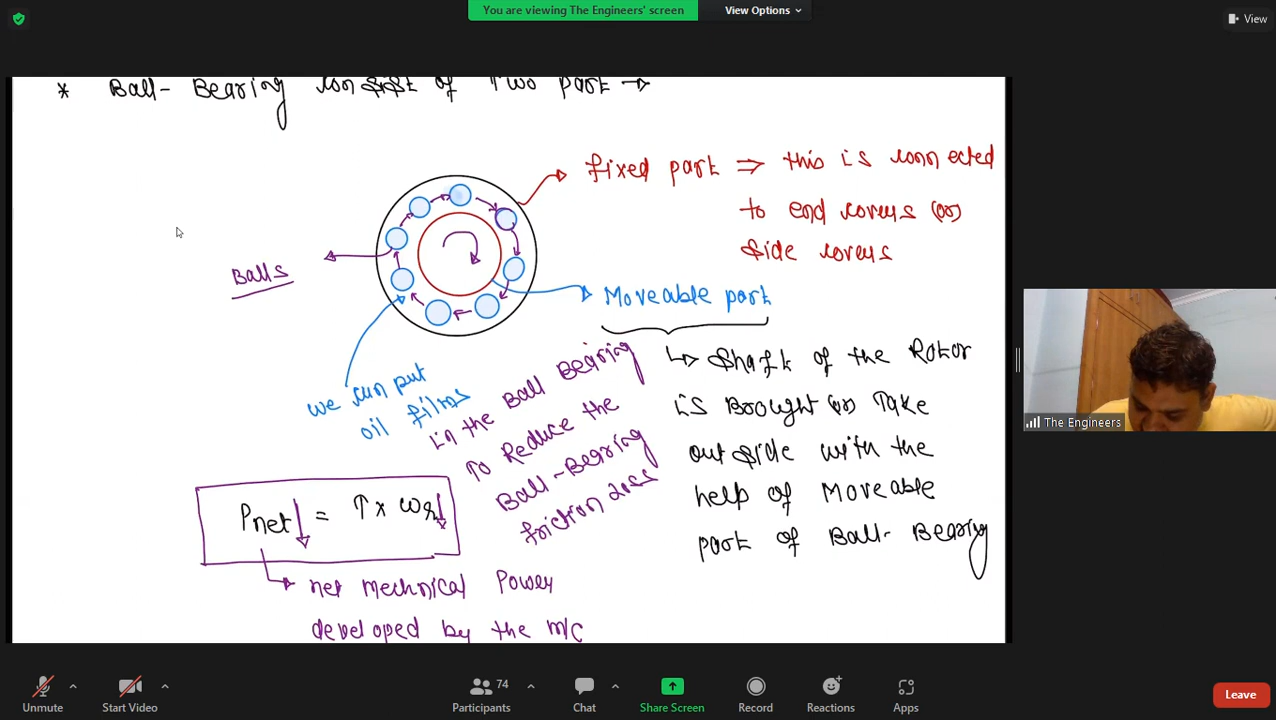 You are viewing The Engineers' screen
View Options
View
* Ball-Bearing consist of Two part →
fixed part ⇒ this is connected
to end covers (or)
side covers
Balls
Moveable part
↳ Shaft of the Rotor
is Brought (or) Take
out side with the
help of Moveable
part of Ball-Bearing
we can put
oil films
in the Ball Bearing
To Reduce the
Ball-Bearing
friction loss
Pnet↓ = T × ωr↓
net mechnical Power
developed by the m/c
The Engineers
Unmute
Start Video
74
Participants
Chat
Share Screen
Record
Reactions
Apps
Leave